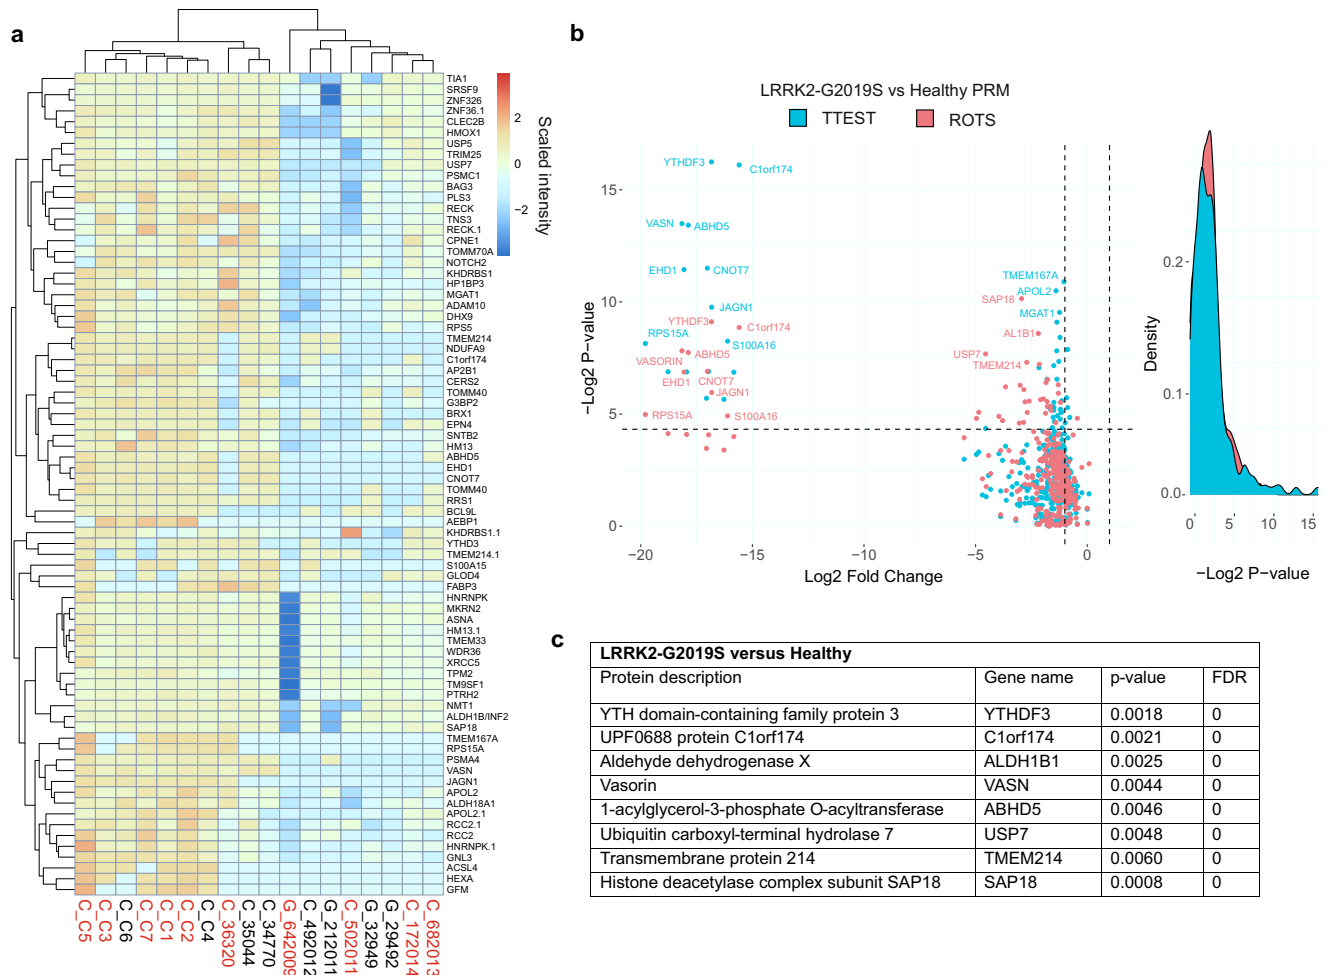 a
TIA1
SRSF9
ZNF326
ZNF36.1
CLEC2B
HMOX1
USP5
TRIM25
USP7
PSMC1
BAG3
PLS3
RECK
TNS3
RECK.1
CPNE1
TOMM70A
NOTCH2
KHDRBS1
HP1BP3
MGAT1
ADAM10
DHX9
RPS5
TMEM214
NDUFA9
C1orf174
AP2B1
CERS2
TOMM40
G3BP2
BRX1
EPN4
SNTB2
HM13
ABHD5
EHD1
CNOT7
TOMM40
RRS1
BCL9L
AEBP1
KHDRBS1.1
YTHD3
TMEM214.1
S100A15
GLOD4
FABP3
HNRNPK
MKRN2
ASNA
HM13.1
TMEM33
WDR36
XRCC5
TPM2
TM9SF1
PTRH2
NMT1
ALDH1B/INF2
SAP18
TMEM167A
RPS15A
PSMA4
VASN
JAGN1
APOL2
ALDH18A1
APOL2.1
RCC2.1
RCC2
HNRNPK.1
GNL3
ACSL4
HEXA
GFM
C_C5
C_C3
C_C6
C_C7
C_C1
C_C2
C_C4
C_36320
C_35044
C_34770
G_642009
C_492012
G_212011
C_502011
G_32949
G_29492
C_172014
C_682013
2
0
−2
Scaled intensity
b
LRRK2-G2019S vs Healthy PRM
TTEST
ROTS
YTHDF3
C1orf174
VASN
ABHD5
EHD1
CNOT7
JAGN1
YTHDF3
C1orf174
RPS15A
S100A16
VASORIN
ABHD5
EHD1
CNOT7
JAGN1
RPS15A
S100A16
TMEM167A
APOL2
SAP18
MGAT1
AL1B1
USP7
TMEM214
15
10
5
0
−Log2 P−value
−20
−15
−10
−5
0
Log2 Fold Change
0.2
0.1
0.0
Density
0
5
10
15
−Log2 P−value
c
LRRK2-G2019S versus Healthy
Protein description Gene name p-value FDR
YTH domain-containing family protein 3 YTHDF3 0.0018 0
UPF0688 protein C1orf174 C1orf174 0.0021 0
Aldehyde dehydrogenase X ALDH1B1 0.0025 0
Vasorin VASN 0.0044 0
1-acylglycerol-3-phosphate O-acyltransferase ABHD5 0.0046 0
Ubiquitin carboxyl-terminal hydrolase 7 USP7 0.0048 0
Transmembrane protein 214 TMEM214 0.0060 0
Histone deacetylase complex subunit SAP18 SAP18 0.0008 0